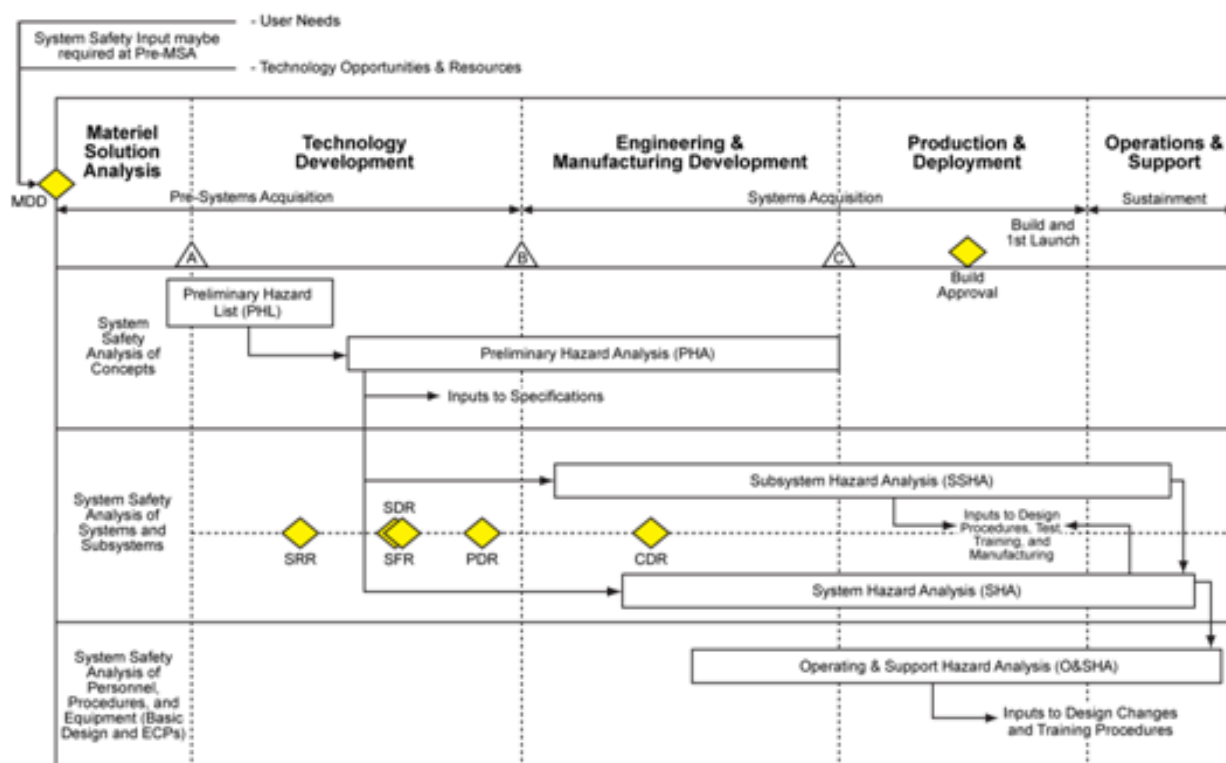 - User Needs
System Safety Input maybe
required at Pre-MSA
- Technology Opportunities & Resources
Materiel
Solution
Analysis
Technology
Development
Engineering &
Manufacturing Development
Production &
Deployment
Operations &
Support
MDD
Pre-Systems Acquisition
Systems Acquisition
Sustainment
Build and
1st Launch
A
B
C
Build
Approval
System
Safety
Analysis of
Concepts
Preliminary Hazard
List (PHL)
Preliminary Hazard Analysis (PHA)
Inputs to Specifications
System Safety
Analysis of
Systems and
Subsystems
Subsystem Hazard Analysis (SSHA)
SDR
SRR
SFR
PDR
CDR
Inputs to Design
Procedures, Test,
Training, and
Manufacturing
System Hazard Analysis (SHA)
System Safety
Analysis of
Personnel,
Procedures, and
Equipment (Basic
Design and ECPs)
Operating & Support Hazard Analysis (O&SHA)
Inputs to Design Changes
and Training Procedures